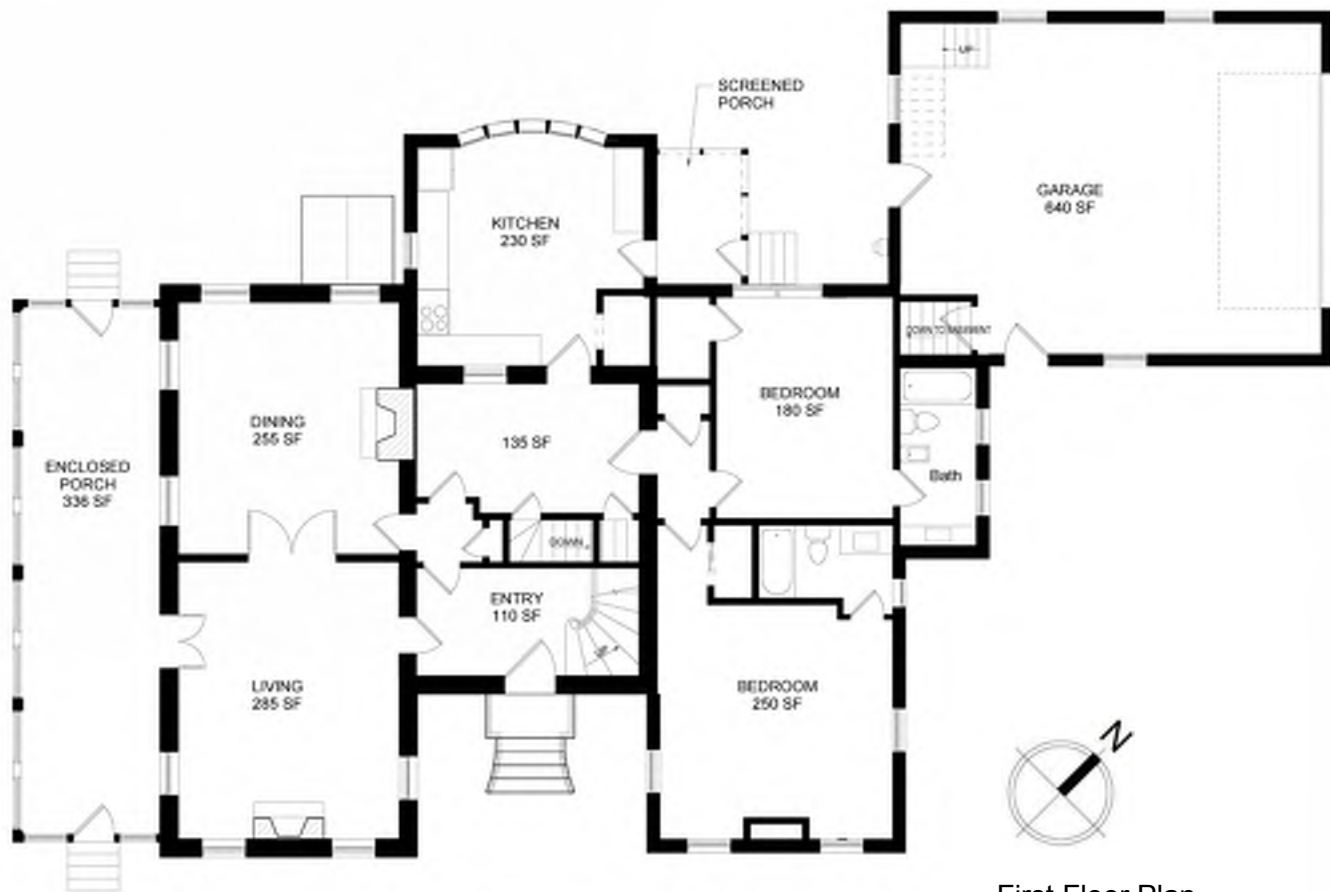 UP
SCREENED
PORCH
GARAGE
640 SF
KITCHEN
230 SF
DOWN TO BASEMENT
BEDROOM
180 SF
DINING
255 SF
135 SF
ENCLOSED
PORCH
336 SF
Bath
DOWN
ENTRY
110 SF
UP
LIVING
285 SF
BEDROOM
250 SF
N
First Floor Plan